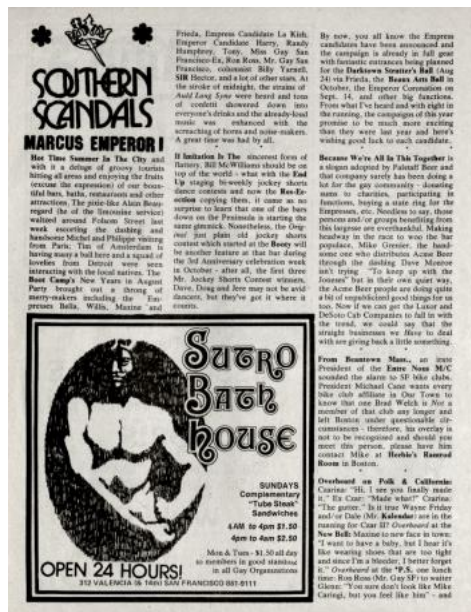 SOUTHERN
SCANDALS
MARCUS EMPEROR I
Hot Time Summer In The City and
with it a deluge of groovy tourists
hitting all areas and enjoying the fruits
(excuse the expression) of our boun-
tiful bars, baths, restaurants and other
attractions. The pixie-like Alain Beau-
regard (he of the limousine service)
waltzed around Folsom Street last
week escorting the dashing and
handsome Michel and Philippe visiting
from Paris; Tim of Amsterdam is
having many a ball here and a squad of
lovelies from Detroit were seen
interacting with the local natives. The
Boot Camp's New Years in August
Party brought out a throng of
merry-makers including the Em-
presses Bella, Willis, Maxine and
Frieda, Empress Candidate La Kish,
Emperor Candidate Harry, Randy
Humphrey, Tony, Miss Gay San
Francisco-Ex, Ron Ross, Mr. Gay San
Francisco, columnist Billy Yarnell,
SIR Hector, and a lot of other stars. At
the stroke of midnight, the strains of
Auld Lang Syne were heard and tons
of confetti showered down into
everyone's drinks and the already-loud
music was enhanced with the
screaching of horns and noise-makers.
A great time was had by all.
If Imitation Is The sincerest form of
flattery, Bill McWilliams should be on
top of the world - what with the End
Up staging bi-weekly jockey shorts
dance contests and now the Ras-Er-
ection copying them, it came as no
surprise to learn that one of the bars
down on the Peninsula is starting the
same gimmick. Nonetheless, the Orig-
inal just plain old jockey shorts
contest which started at the Booty will
be another feature at that bar during
the 3rd Anniversary celebration week
in October - after all, the first three
Mr. Jockey Shorts Contest winners,
Dave, Doug and Jere may not be avid
dancers, but they've got it where it
counts.
SUTRO
BATH
HOUSE
SUNDAYS
Complementary
"Tube Steak"
Sandwiches
6AM to 4pm $1.50
4pm to 4am $2.50
Mon & Tues - $1.50 all day
to members in good standing
in all Gay Organizations
OPEN 24 HOURS!
312 VALENCIA (& 14th) SAN FRANCISCO 881-8111
By now, you all know the Empress
candidates have been announced and
the campaign is already in full gear
with fantastic entrances being planned
for the Darktown Strutter's Ball (Aug
24) via Frieda, the Beaux Arts Ball in
October, the Emperor Coronation on
Sept. 14, and other big functions.
From what I've heard and with eight in
the running, the campaigns of this year
promise to be much more exciting
than they were last year and here's
wishing good luck to each candidate.
Because We're All In This Together is
a slogan adopted by Falstaff Beer and
that company surely has been doing a
lot for the gay community - donating
sums to charities, participating in
functions, buying a state ring for the
Empresses, etc. Needless to say, those
persons and/or groups benefiting from
this largesse are overthankful. Making
headway in the race to woo the bar
populace, Mike Grenier, the hand-
some one who distributes Acme Beer
through the dashing Dave Monroe
isn't trying "To keep up with the
Joneses" but in their own quiet way,
the Acme Beer people are doing quite
a bit of unpublicized good things for us
too. Now if we can get the Luxor and
DeSoto Cab Companies to fall in with
the trend, we could say that the
straight businesses we Have to deal
with are giving back a little something.
From Beantown Mass., an irate
President of the Entre Nous M/C
sounded the alarm to SF bike clubs.
President Michael Cann wants every
bike club affiliate in Our Town to
know that one Brad Welch is Not a
member of that club any longer and
left Boston under questionable cir-
cumstances - therefore, his overlay is
not to be recognized and should you
meet this person, please have him
contact Mike at Herbie's Ramrod
Room in Boston.
Overheard on Polk & California:
Czarina: "Hi, I see you finally made
it." Ex Czar: "Made what?" Czarina:
"The gutter." Is it true Wayne Friday
and/or Dale (Mr. Kalendar) are in the
running for Czar II? Overheard at the
New Bell: Maxine to new face in town:
"I want to have a baby, but I hear it's
like wearing shoes that are too tight
and since I'm a bleeder, I better forget
it." Overheard at the *P.S. one lunch
time: Ron Ross (Mr. Gay SF) to waiter
Glenn: "You sure don't look like Mike
Caringi, but you feel like him" - and